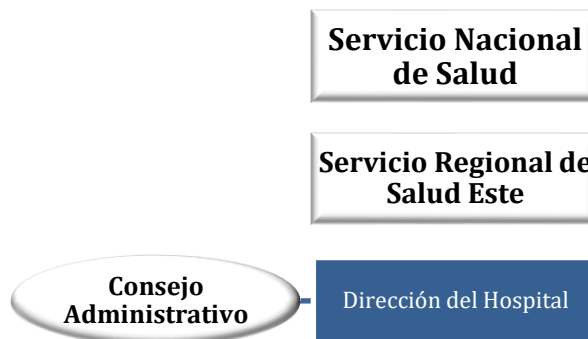 Servicio Nacional
de Salud
Servicio Regional de
Salud Este
Consejo
Administrativo
Dirección del Hospital